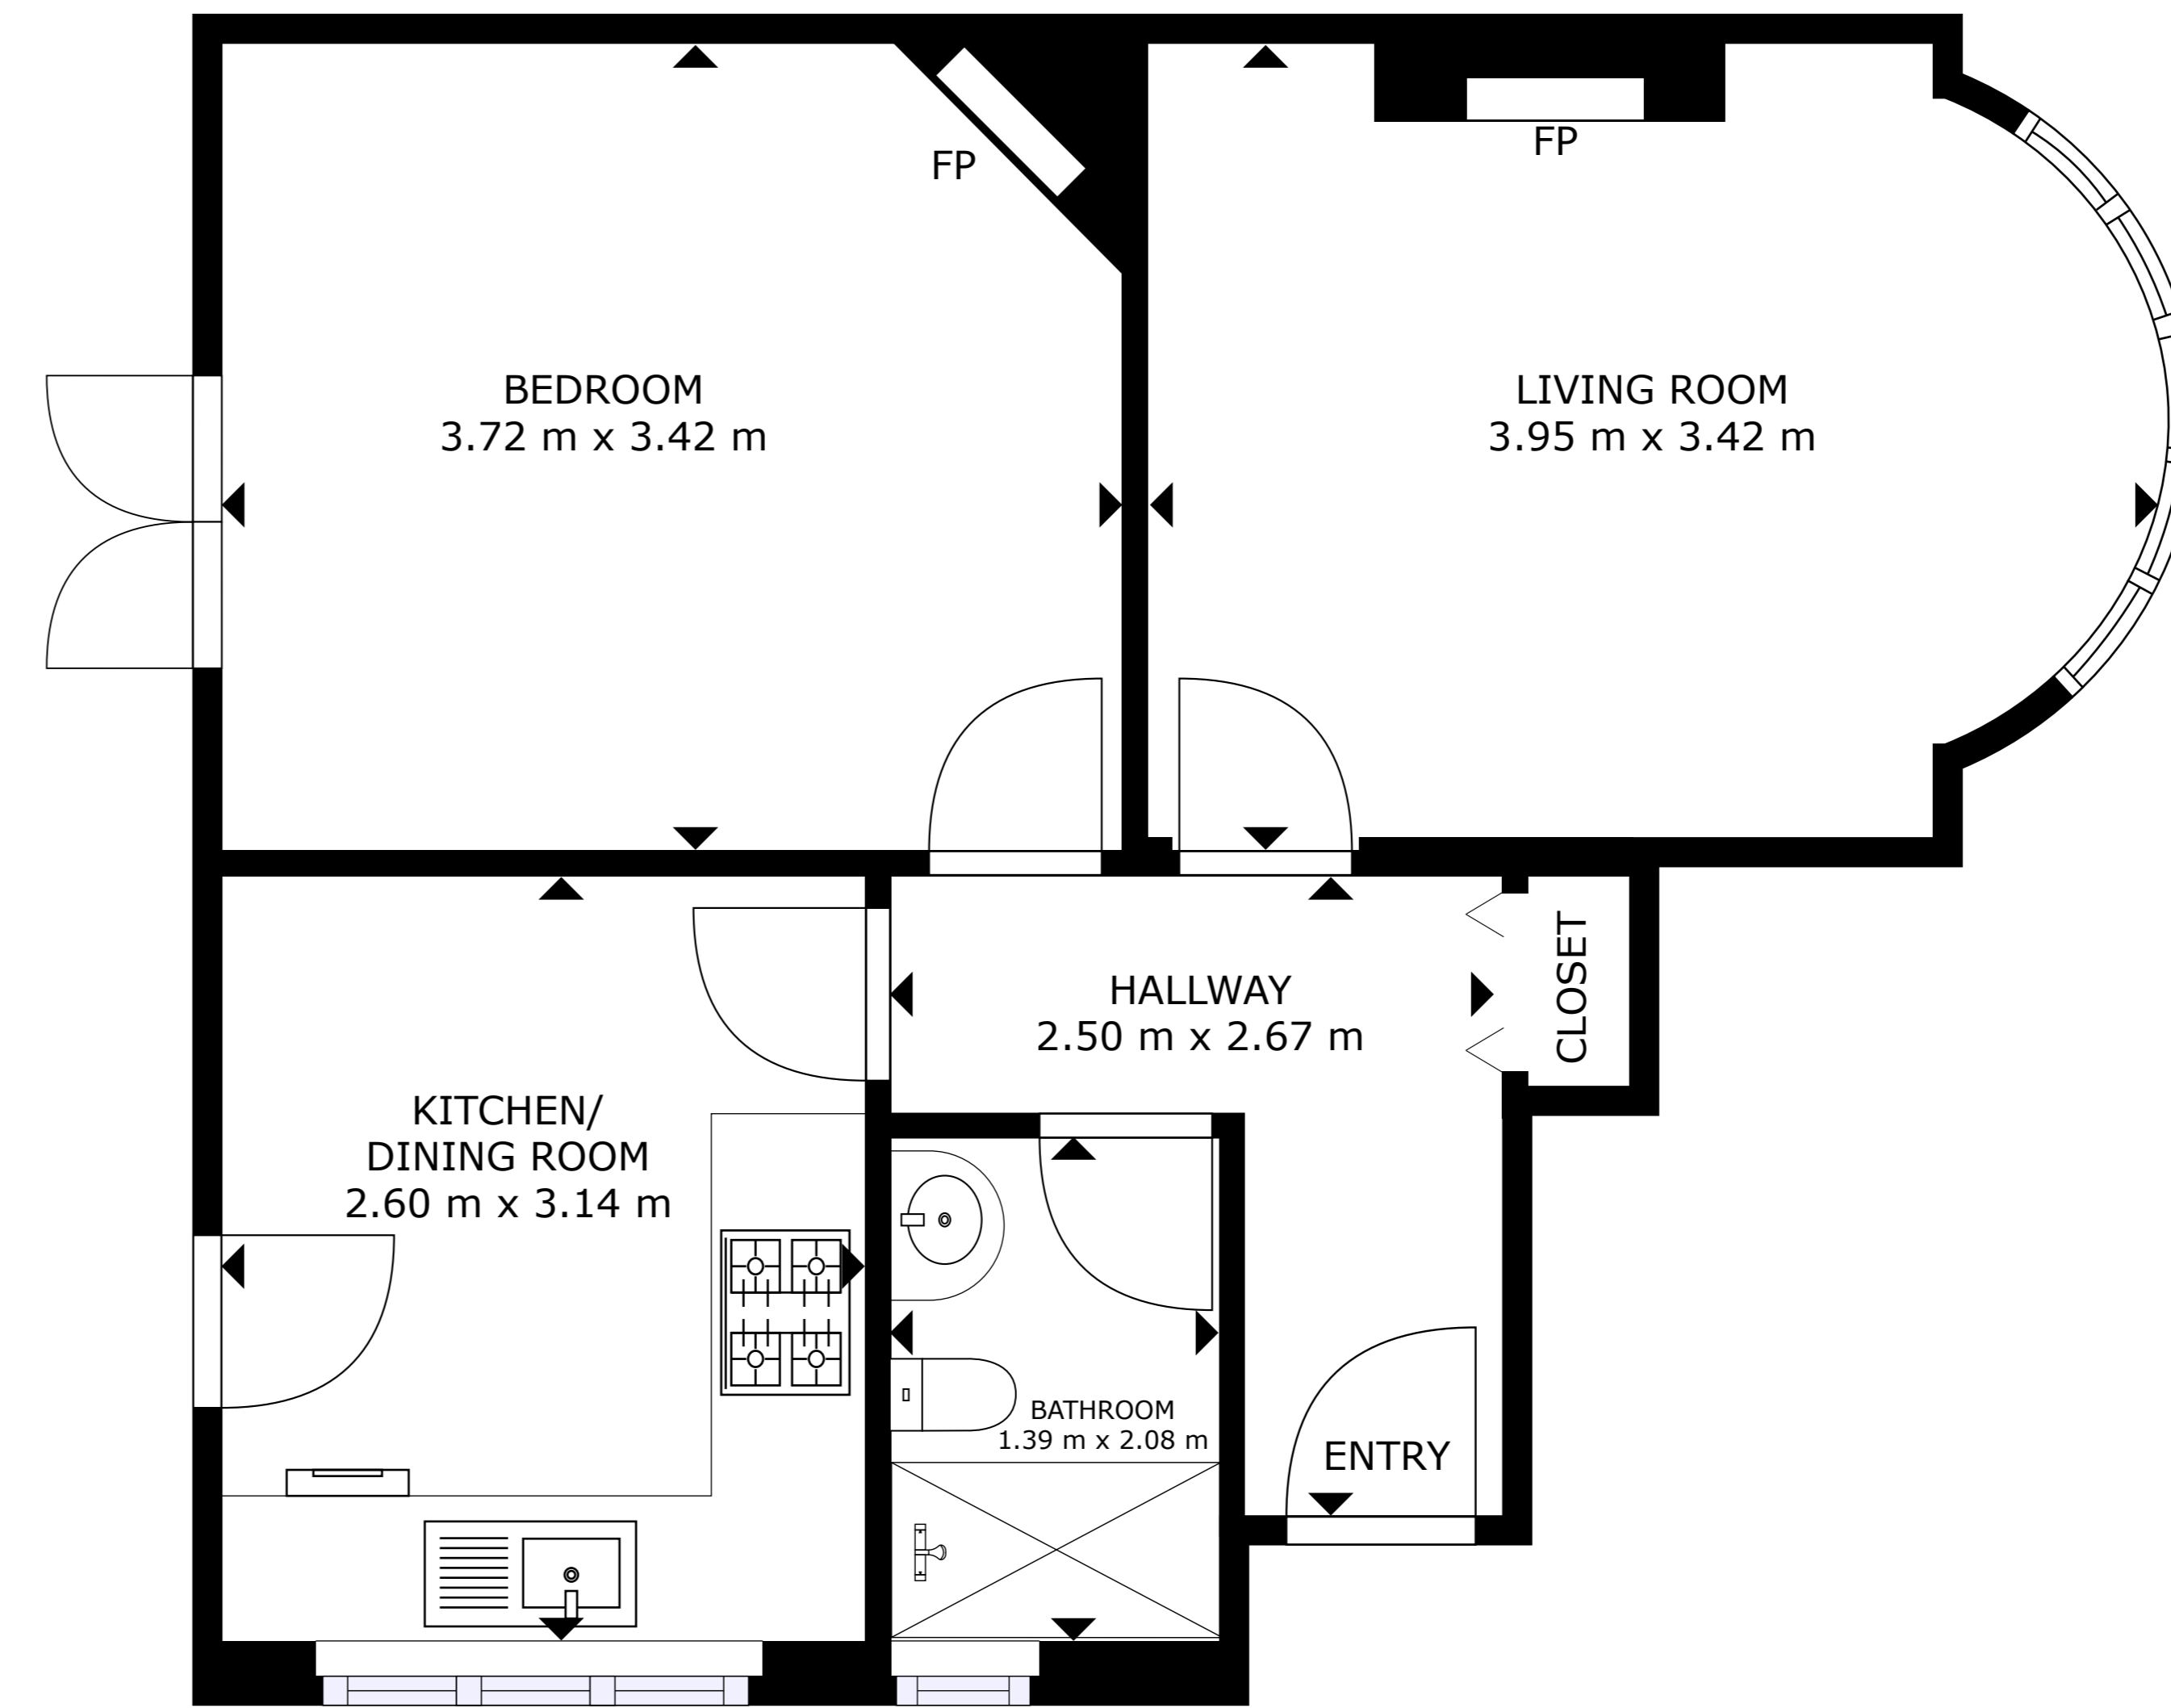 FP
FP
BEDROOM
3.72 m x 3.42 m
LIVING ROOM
3.95 m x 3.42 m
HALLWAY
2.50 m x 2.67 m
CLOSET
KITCHEN/
DINING ROOM
2.60 m x 3.14 m
BATHROOM
1.39 m x 2.08 m
ENTRY